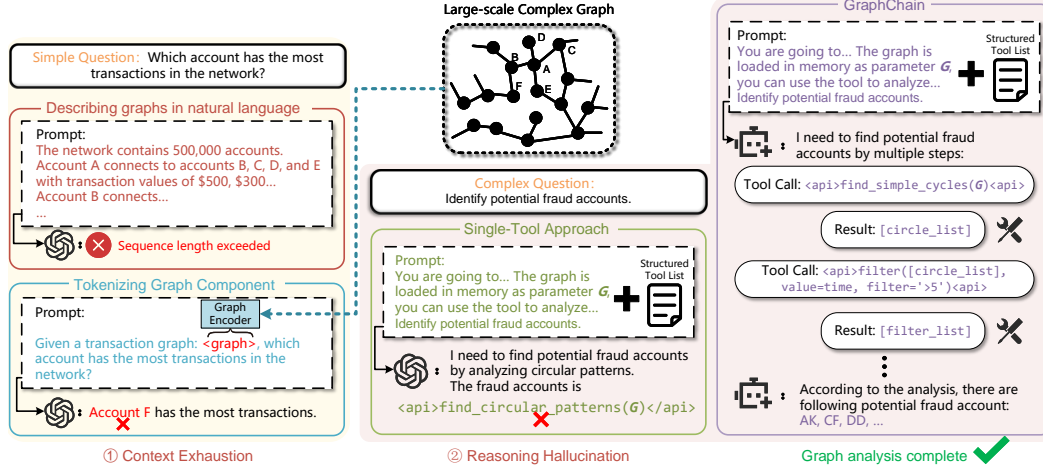 Simple Question: Which account has the most
transactions in the network?
Describing graphs in natural language
Prompt:
The network contains 500,000 accounts.
Account A connects to accounts B, C, D, and E
with transaction values of $500, $300...
Account B connects...
...
: Sequence length exceeded
Tokenizing Graph Component
Prompt:
Graph
Encoder
Given a transaction graph: <graph>, which
account has the most transactions in the
network?
: Account F has the most transactions.
① Context Exhaustion
Large-scale Complex Graph
D
B
C
A
F
E
Complex Question:
Identify potential fraud accounts.
Single-Tool Approach
Prompt:
You are going to... The graph is
loaded in memory as parameter G,
you can use the tool to analyze...
Identify potential fraud accounts.
Structured
Tool List
: I need to find potential fraud accounts
by analyzing circular patterns.
The fraud accounts is
<api>find_circular_patterns(G)</api>
② Reasoning Hallucination
GraphChain
Prompt:
You are going to... The graph is
loaded in memory as parameter G,
you can use the tool to analyze...
Identify potential fraud accounts.
Structured
Tool List
: I need to find potential fraud
accounts by multiple steps:
Tool Call: <api>find_simple_cycles(G)<api>
Result: [circle_list]
Tool Call: <api>filter([circle_list],
value=time, filter='>5')<api>
Result: [filter_list]
: According to the analysis, there are
following potential fraud account:
AK, CF, DD, ...
Graph analysis complete